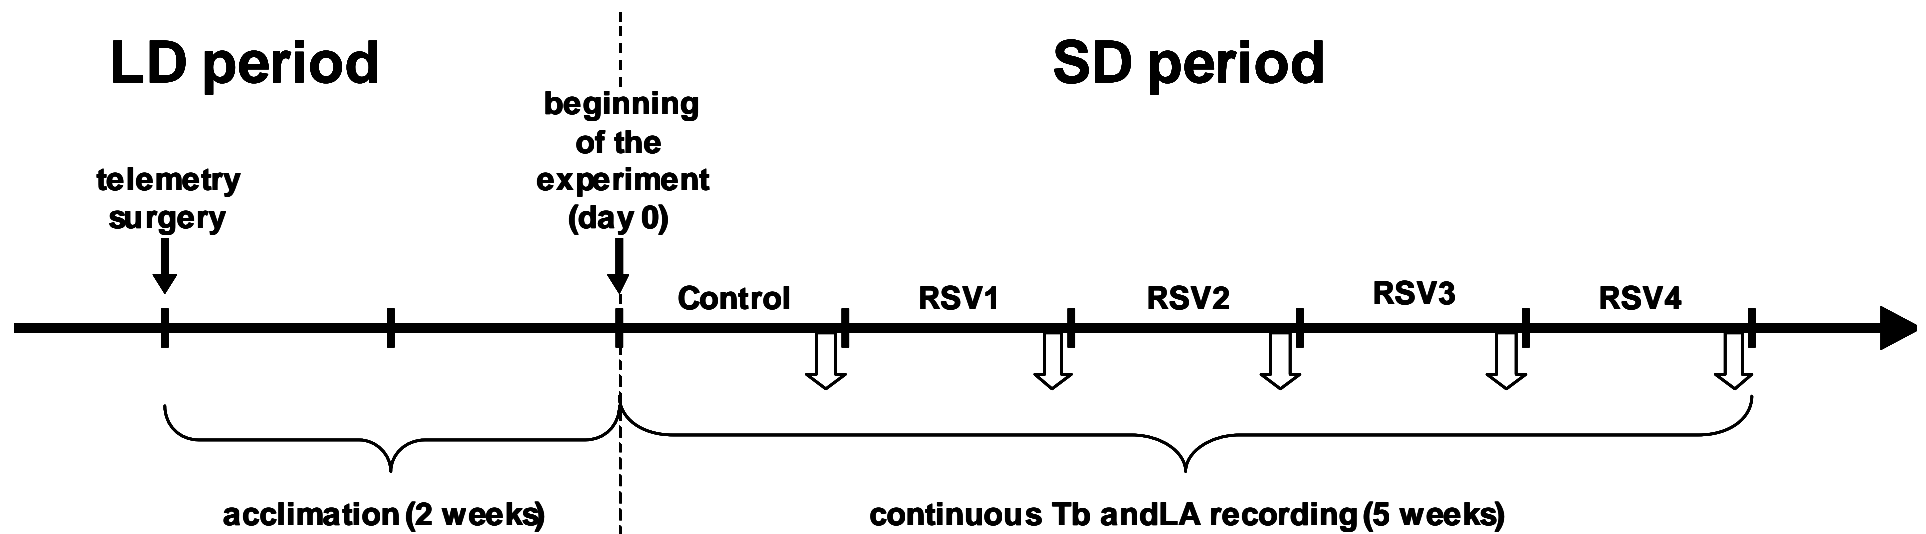 LD period
SD period
beginning
of the
experiment
(day 0)
telemetry
surgery
Control
RSV1
RSV2
RSV3
RSV4
acclimation (2 weeks)
continuous Tb andLA recording (5 weeks)